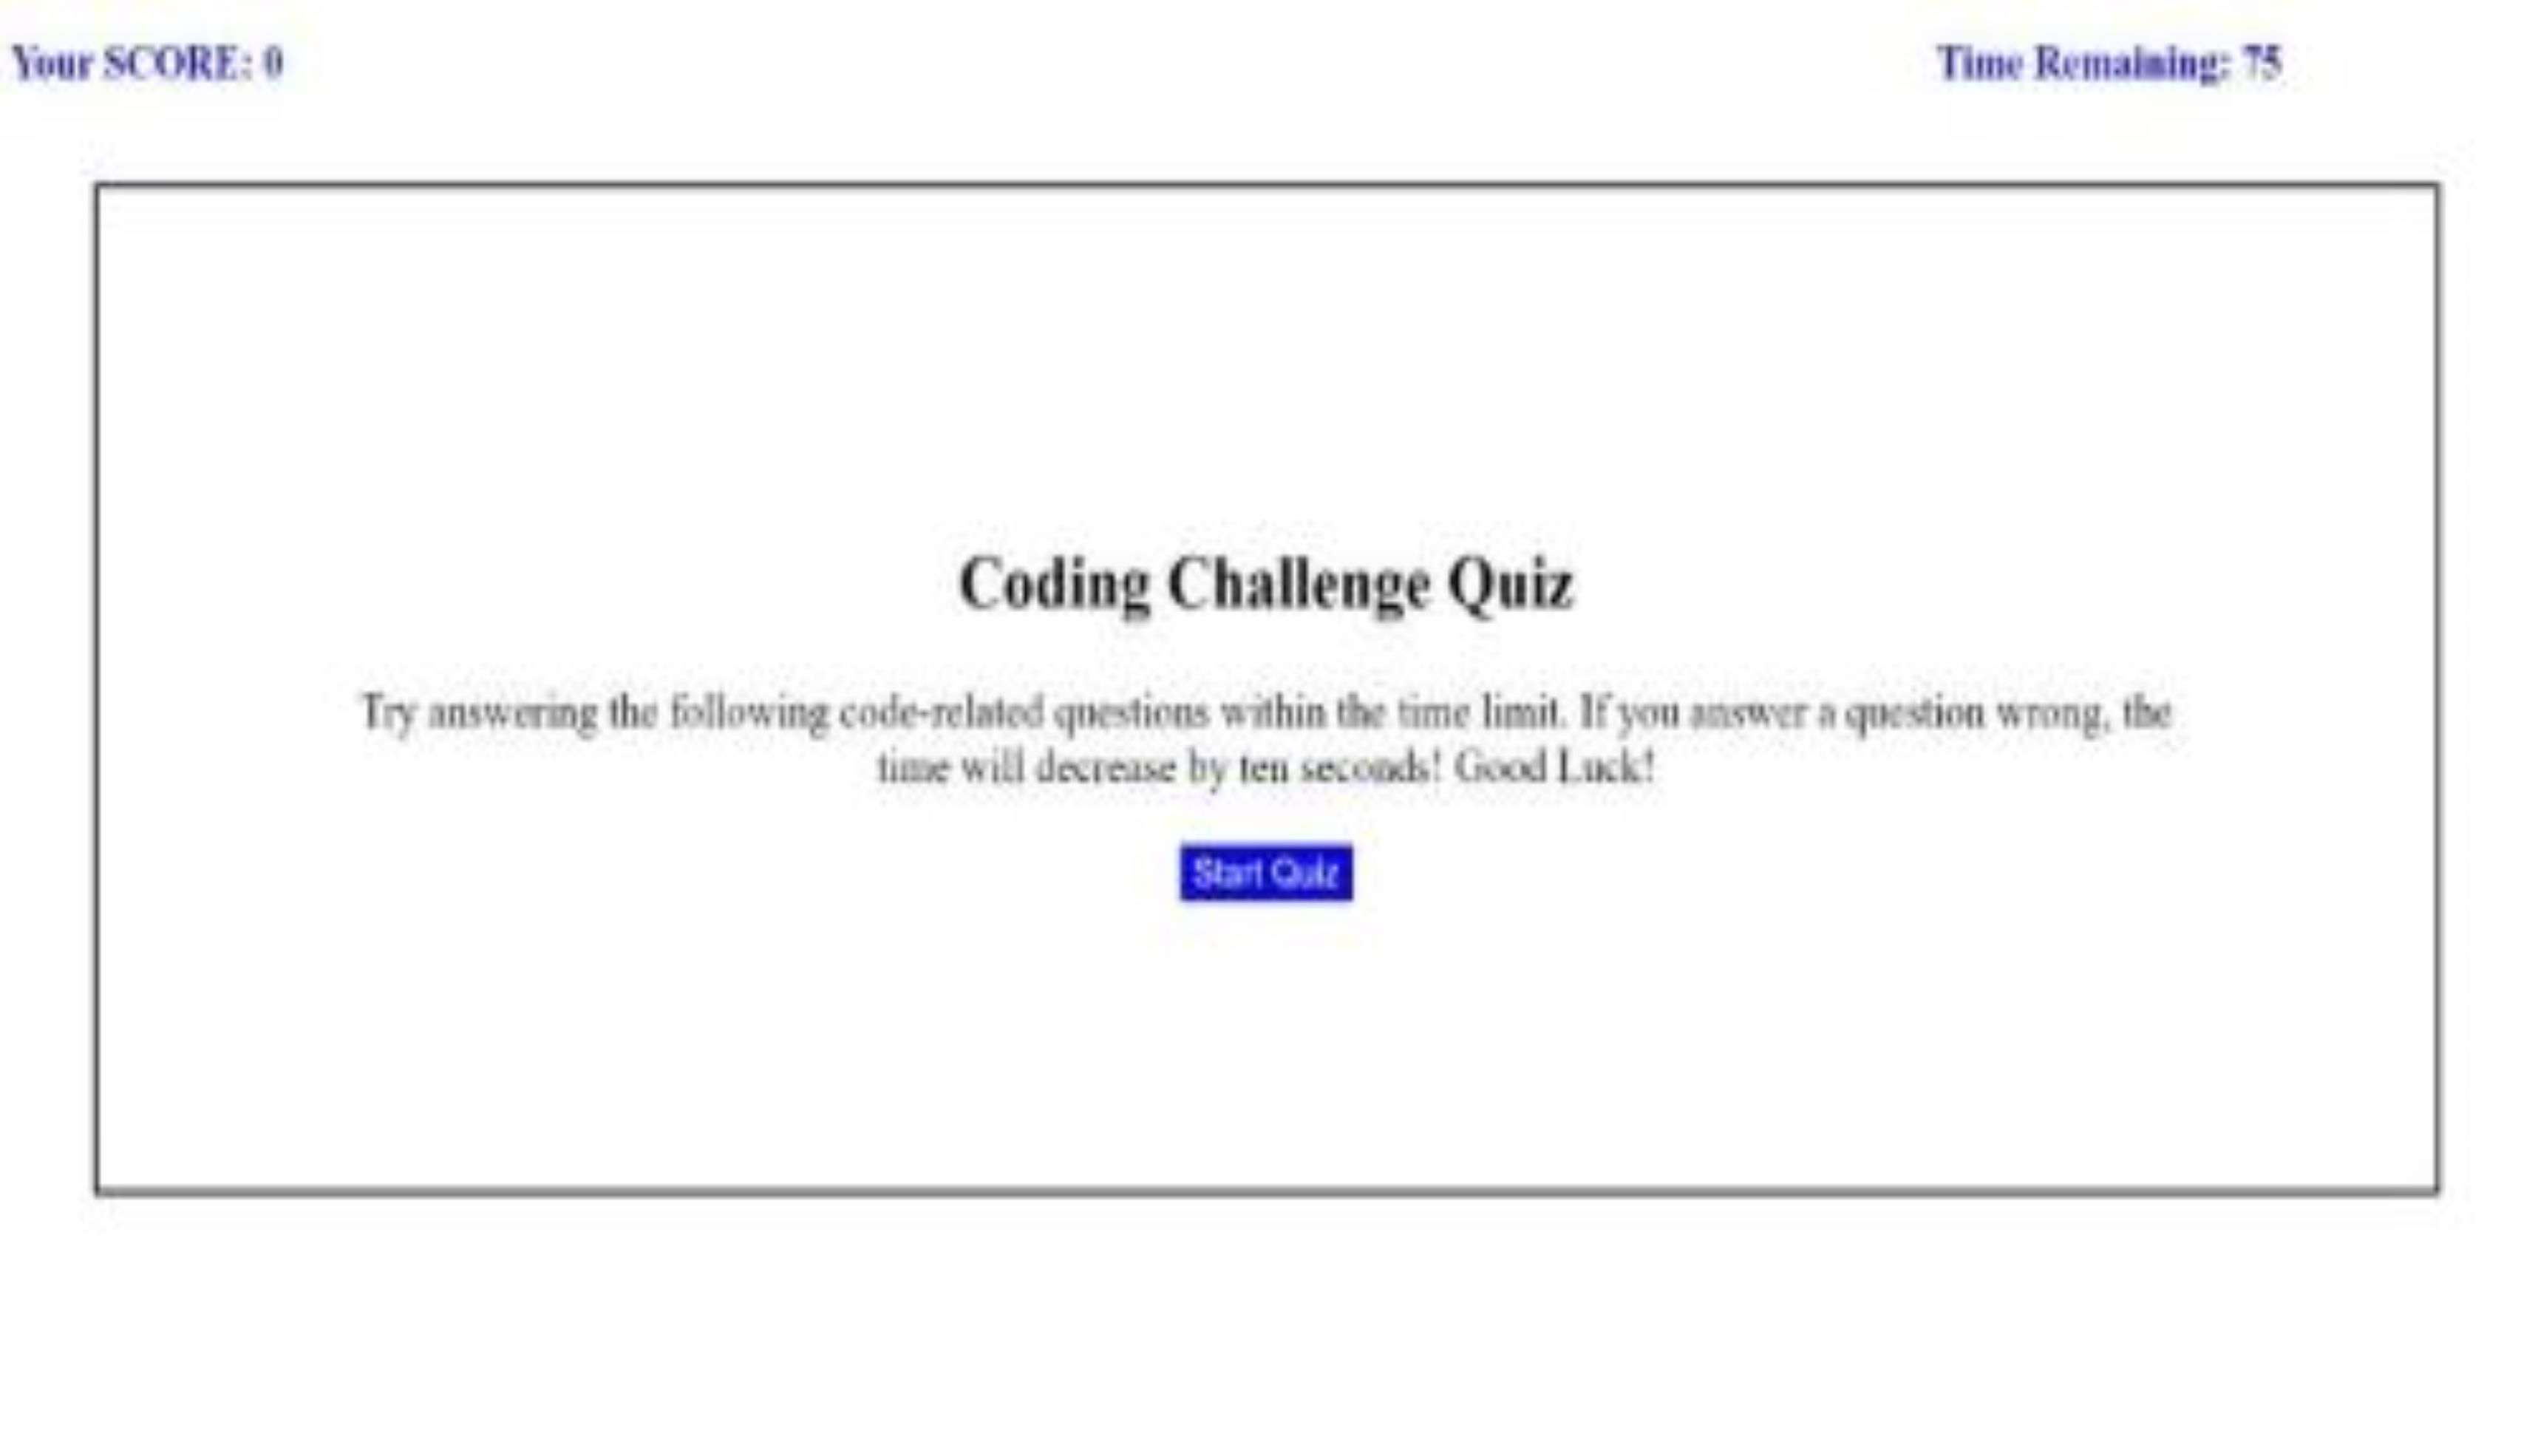 Your SCORE: 0
Time Remaining: 75
Coding Challenge Quiz
Try answering the following code-related questions within the time limit. If you answer a question wrong, the
time will decrease by ten seconds! Good Luck!
Start Quiz